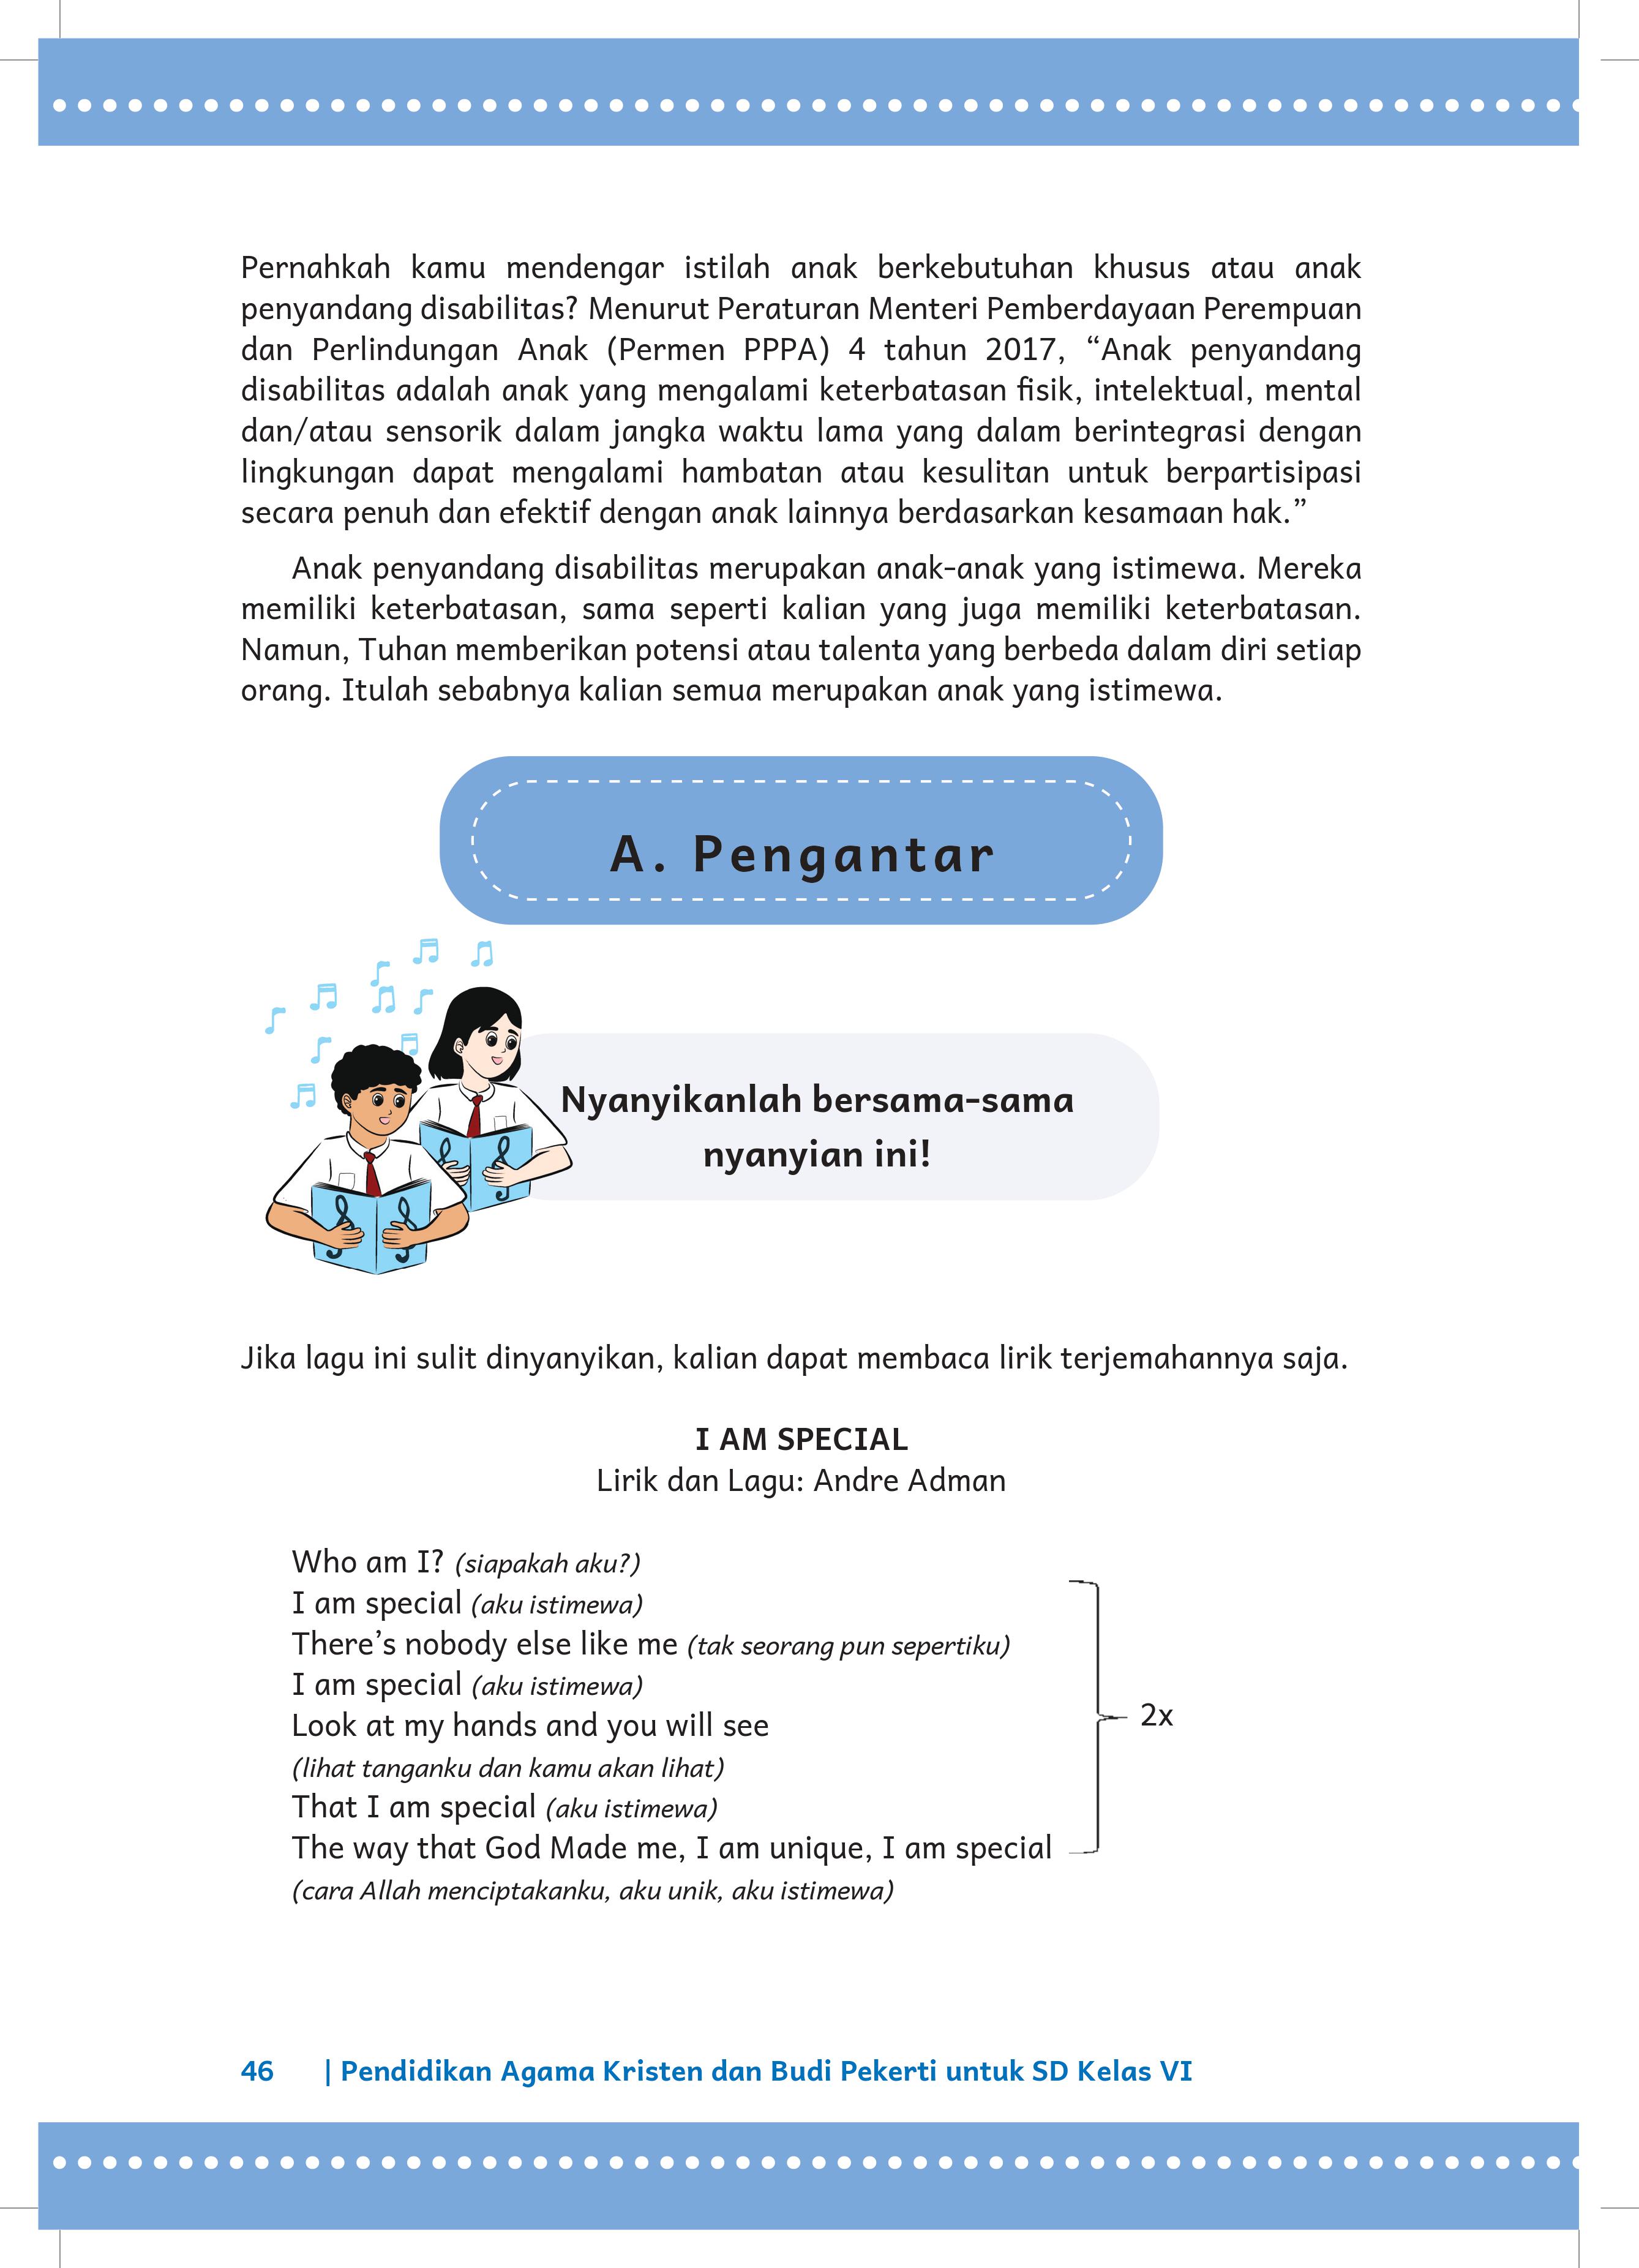 Pernahkah kamu mendengar istilah anak berkebutuhan khusus atau anak
penyandang disabilitas? Menurut Peraturan Menteri Pemberdayaan Perempuan
dan Perlindungan Anak (Permen PPPA) 4 tahun 2017, “Anak penyandang
disabilitas adalah anak yang mengalami keterbatasan fisik, intelektual, mental
dan/atau sensorik dalam jangka waktu lama yang dalam berintegrasi dengan
lingkungan dapat mengalami hambatan atau kesulitan untuk berpartisipasi
secara penuh dan efektif dengan anak lainnya berdasarkan kesamaan hak.”
Anak penyandang disabilitas merupakan anak-anak yang istimewa. Mereka
memiliki keterbatasan, sama seperti kalian yang juga memiliki keterbatasan.
Namun, Tuhan memberikan potensi atau talenta yang berbeda dalam diri setiap
orang. Itulah sebabnya kalian semua merupakan anak yang istimewa.
A. Pengantar
Nyanyikanlah bersama-sama
nyanyian ini!
Jika lagu ini sulit dinyanyikan, kalian dapat membaca lirik terjemahannya saja.
I AM SPECIAL
Lirik dan Lagu: Andre Adman
Who am I? (siapakah aku?)
I am special (aku istimewa)
There’s nobody else like me (tak seorang pun sepertiku)
I am special (aku istimewa)
Look at my hands and you will see
(lihat tanganku dan kamu akan lihat)
That I am special (aku istimewa)
The way that God Made me, I am unique, I am special
(cara Allah menciptakanku, aku unik, aku istimewa)
2x
46 | Pendidikan Agama Kristen dan Budi Pekerti untuk SD Kelas VI